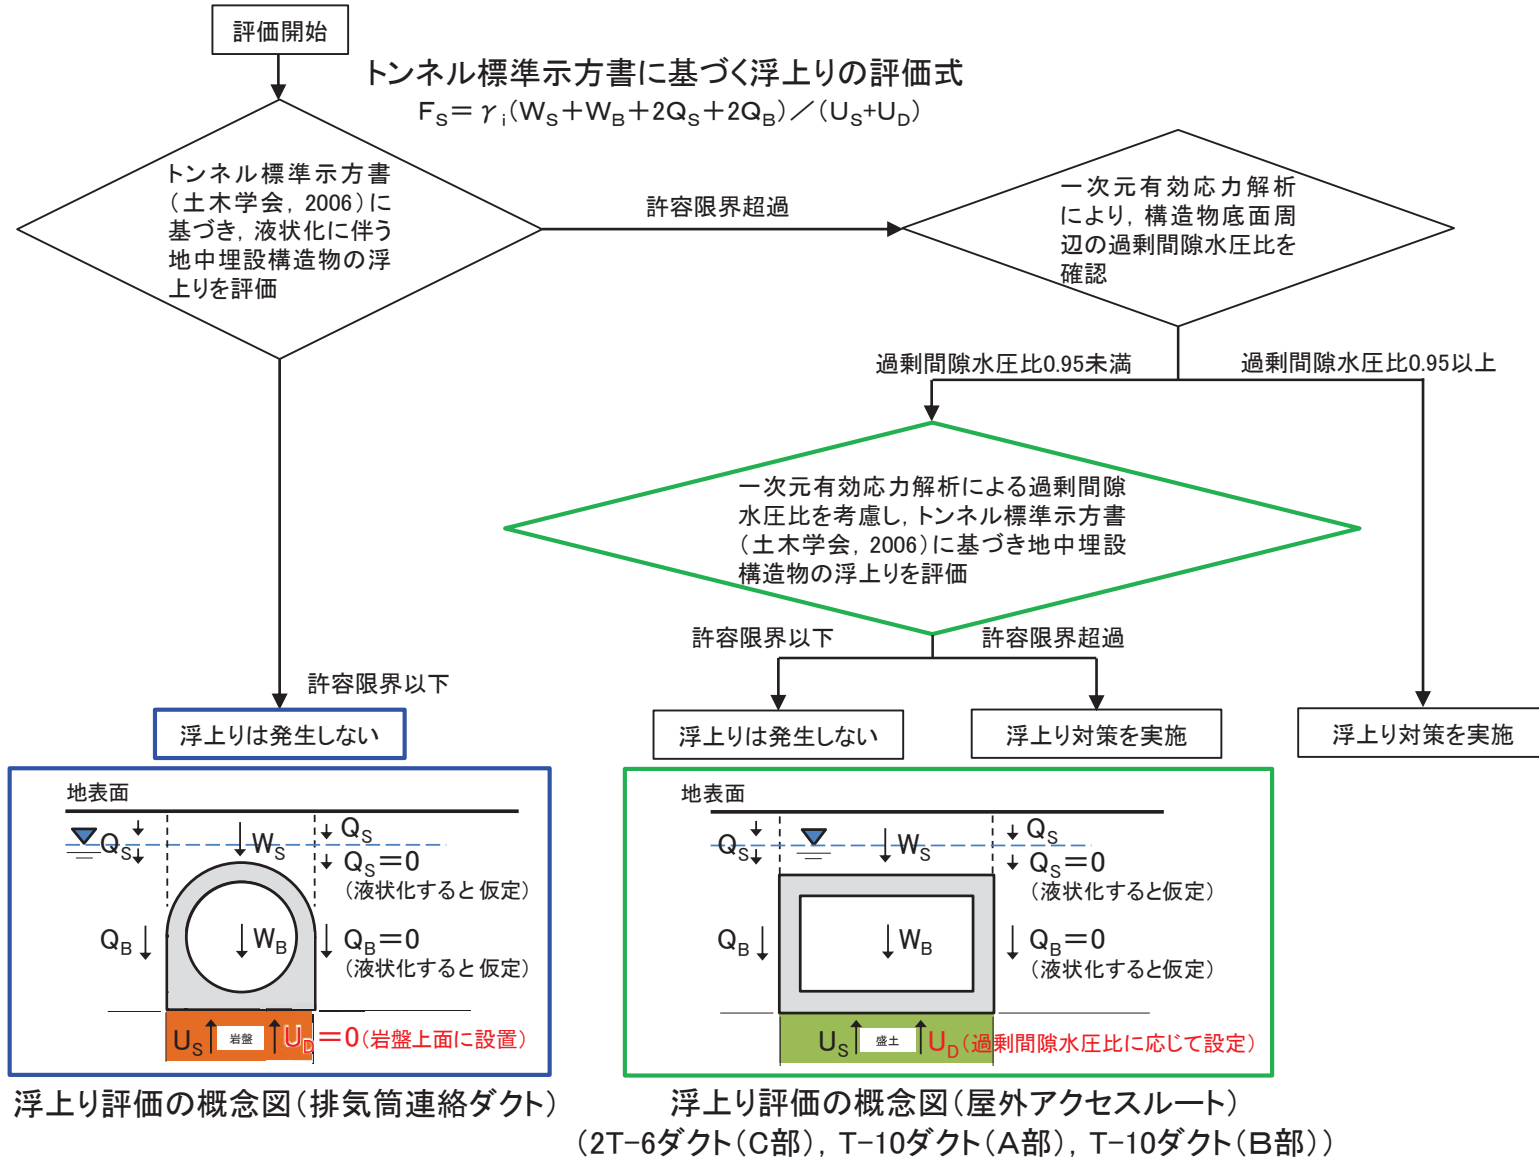 評価開始
トンネル標準示方書に基づく浮上りの評価式
FS＝γi(WS＋WB＋2QS＋2QB)／(US+UD)
トンネル標準示方書
(土木学会, 2006)に
基づき, 液状化に伴う
地中埋設構造物の浮
上りを評価
許容限界超過
一次元有効応力解析
により, 構造物底面周
辺の過剰間隙水圧比を
確認
過剰間隙水圧比0.95未満
過剰間隙水圧比0.95以上
一次元有効応力解析による過剰間隙
水圧比を考慮し, トンネル標準示方書
(土木学会, 2006)に基づき地中埋設
構造物の浮上りを評価
許容限界以下
許容限界超過
許容限界以下
浮上りは発生しない
浮上りは発生しない
浮上り対策を実施
浮上り対策を実施
地表面
QS
WS
QS
QS＝0
(液状化すると仮定)
QB
WB
QB＝0
(液状化すると仮定)
US
岩盤
UD＝0(岩盤上面に設置)
浮上り評価の概念図(排気筒連絡ダクト)
地表面
QS
WS
QS
QS＝0
(液状化すると仮定)
QB
WB
QB＝0
(液状化すると仮定)
US
盛土
UD(過剰間隙水圧比に応じて設定)
浮上り評価の概念図(屋外アクセスルート)
(2T-6ダクト(C部), T-10ダクト(A部), T-10ダクト(B部))